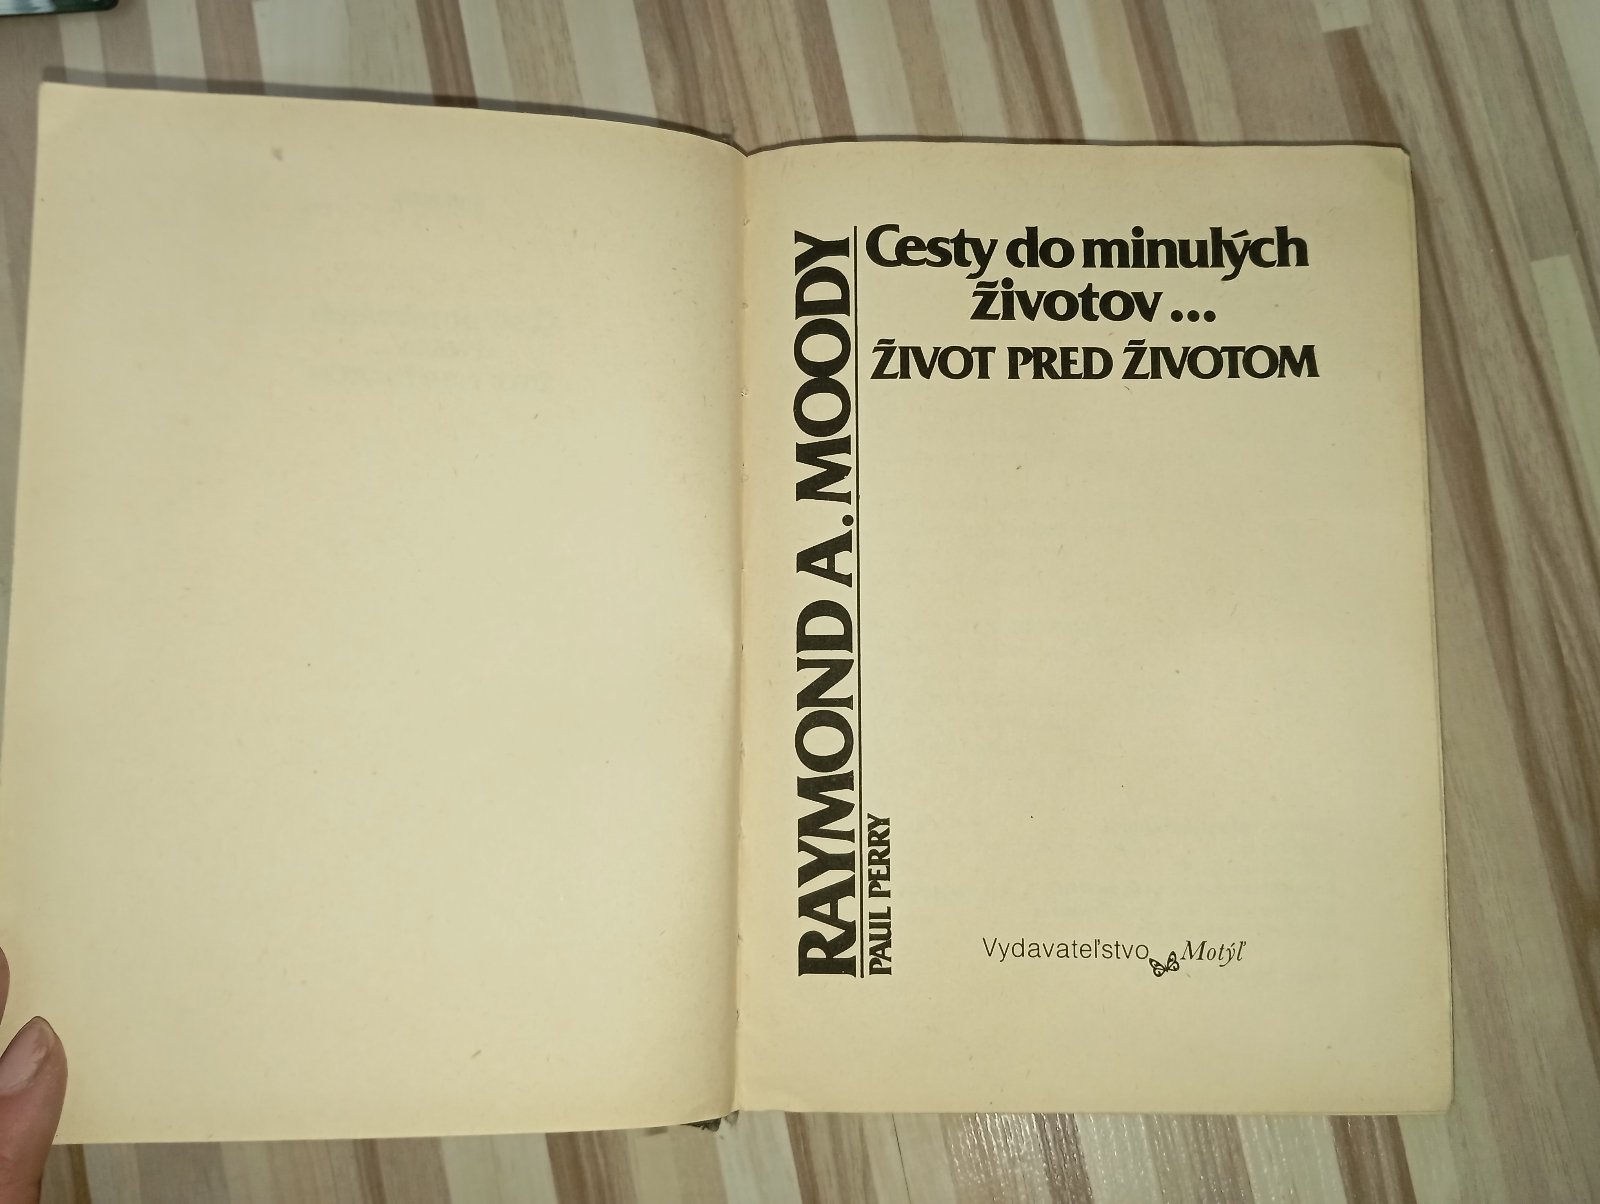 RAYMOND A. MOODY
PAUL PERRY
Cesty do minulých
životov...
ŽIVOT PRED ŽIVOTOM
Vydavateľstvo Motýľ